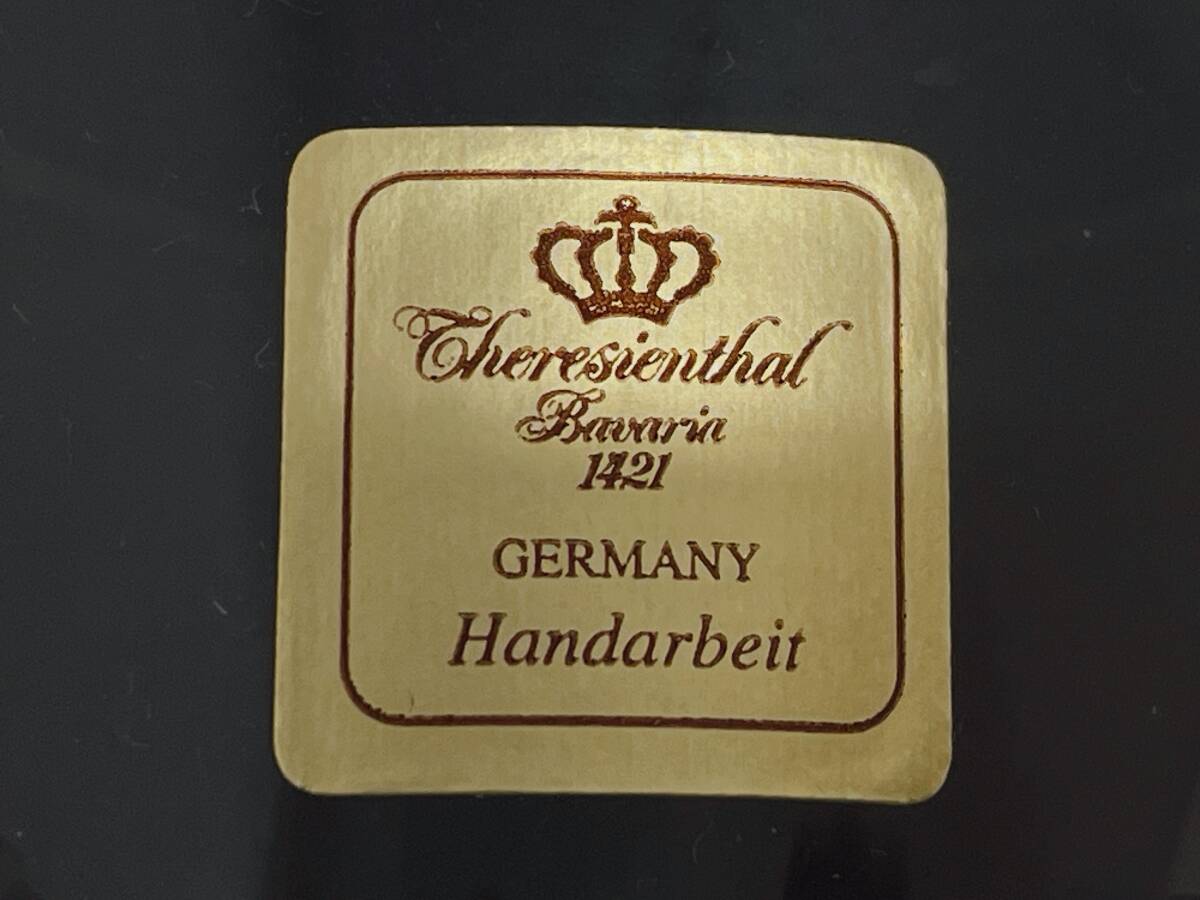 Theresienthal
Bavaria
1421
GERMANY
Handarbeit